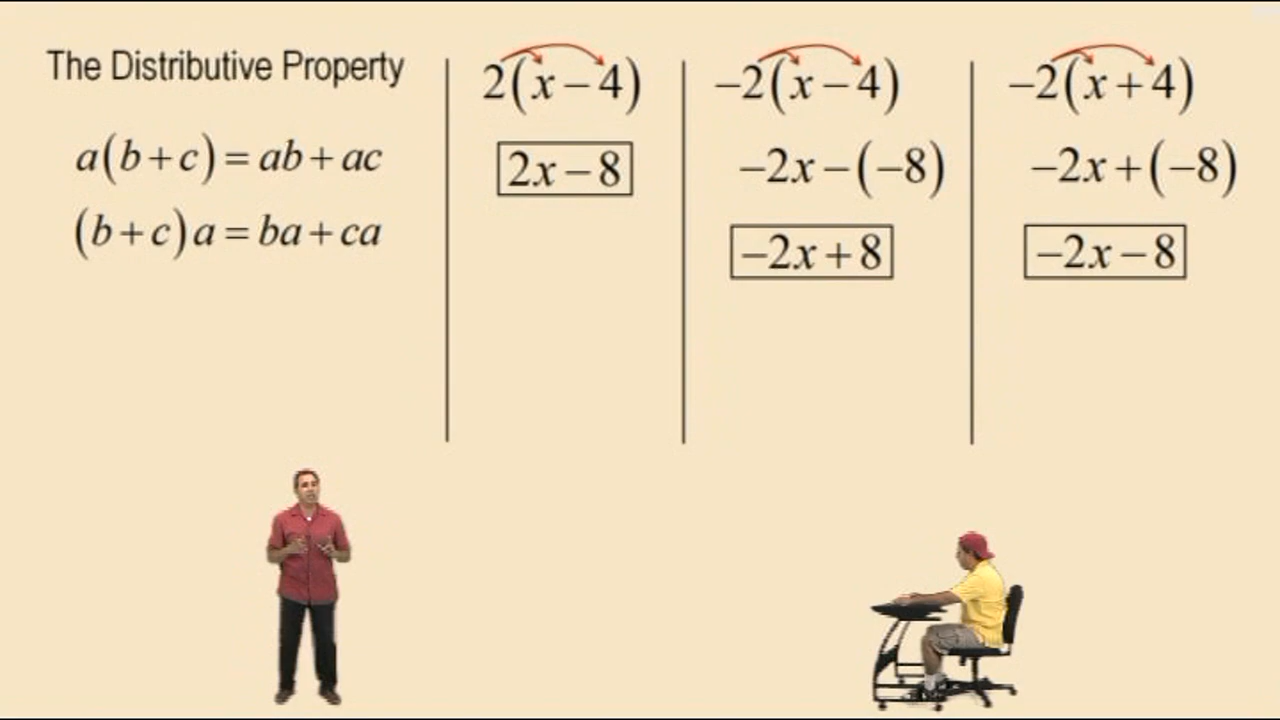 The Distributive Property
a(b+c)=ab+ac
(b+c)a=ba+ca
2(x−4)
2x−8
−2(x−4)
−2x−(−8)
−2x+8
−2(x+4)
−2x+(−8)
−2x−8